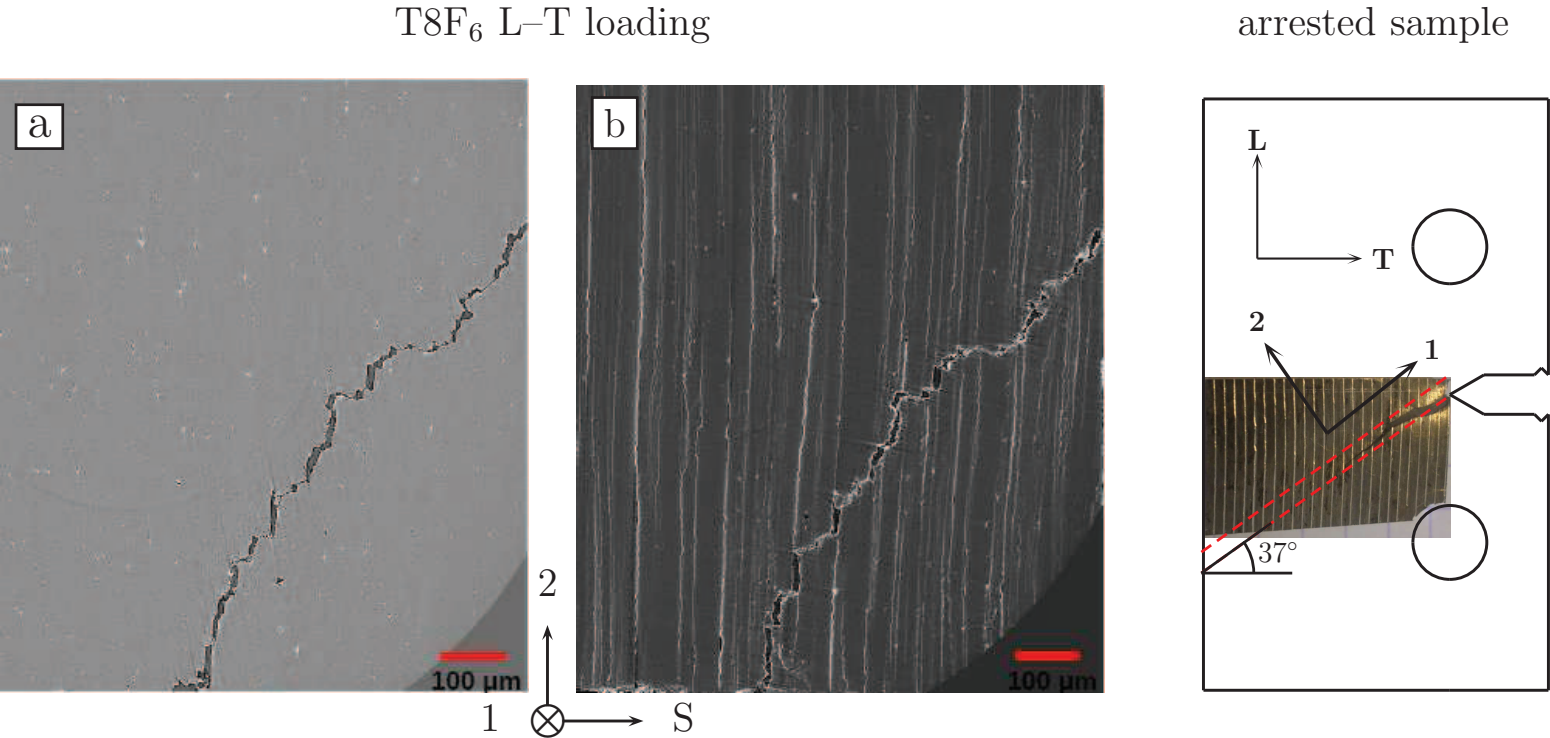 T8F6 L–T loading
arrested sample
a
b
L
T
2
1
37°
100 µm
100 µm
2
1
S